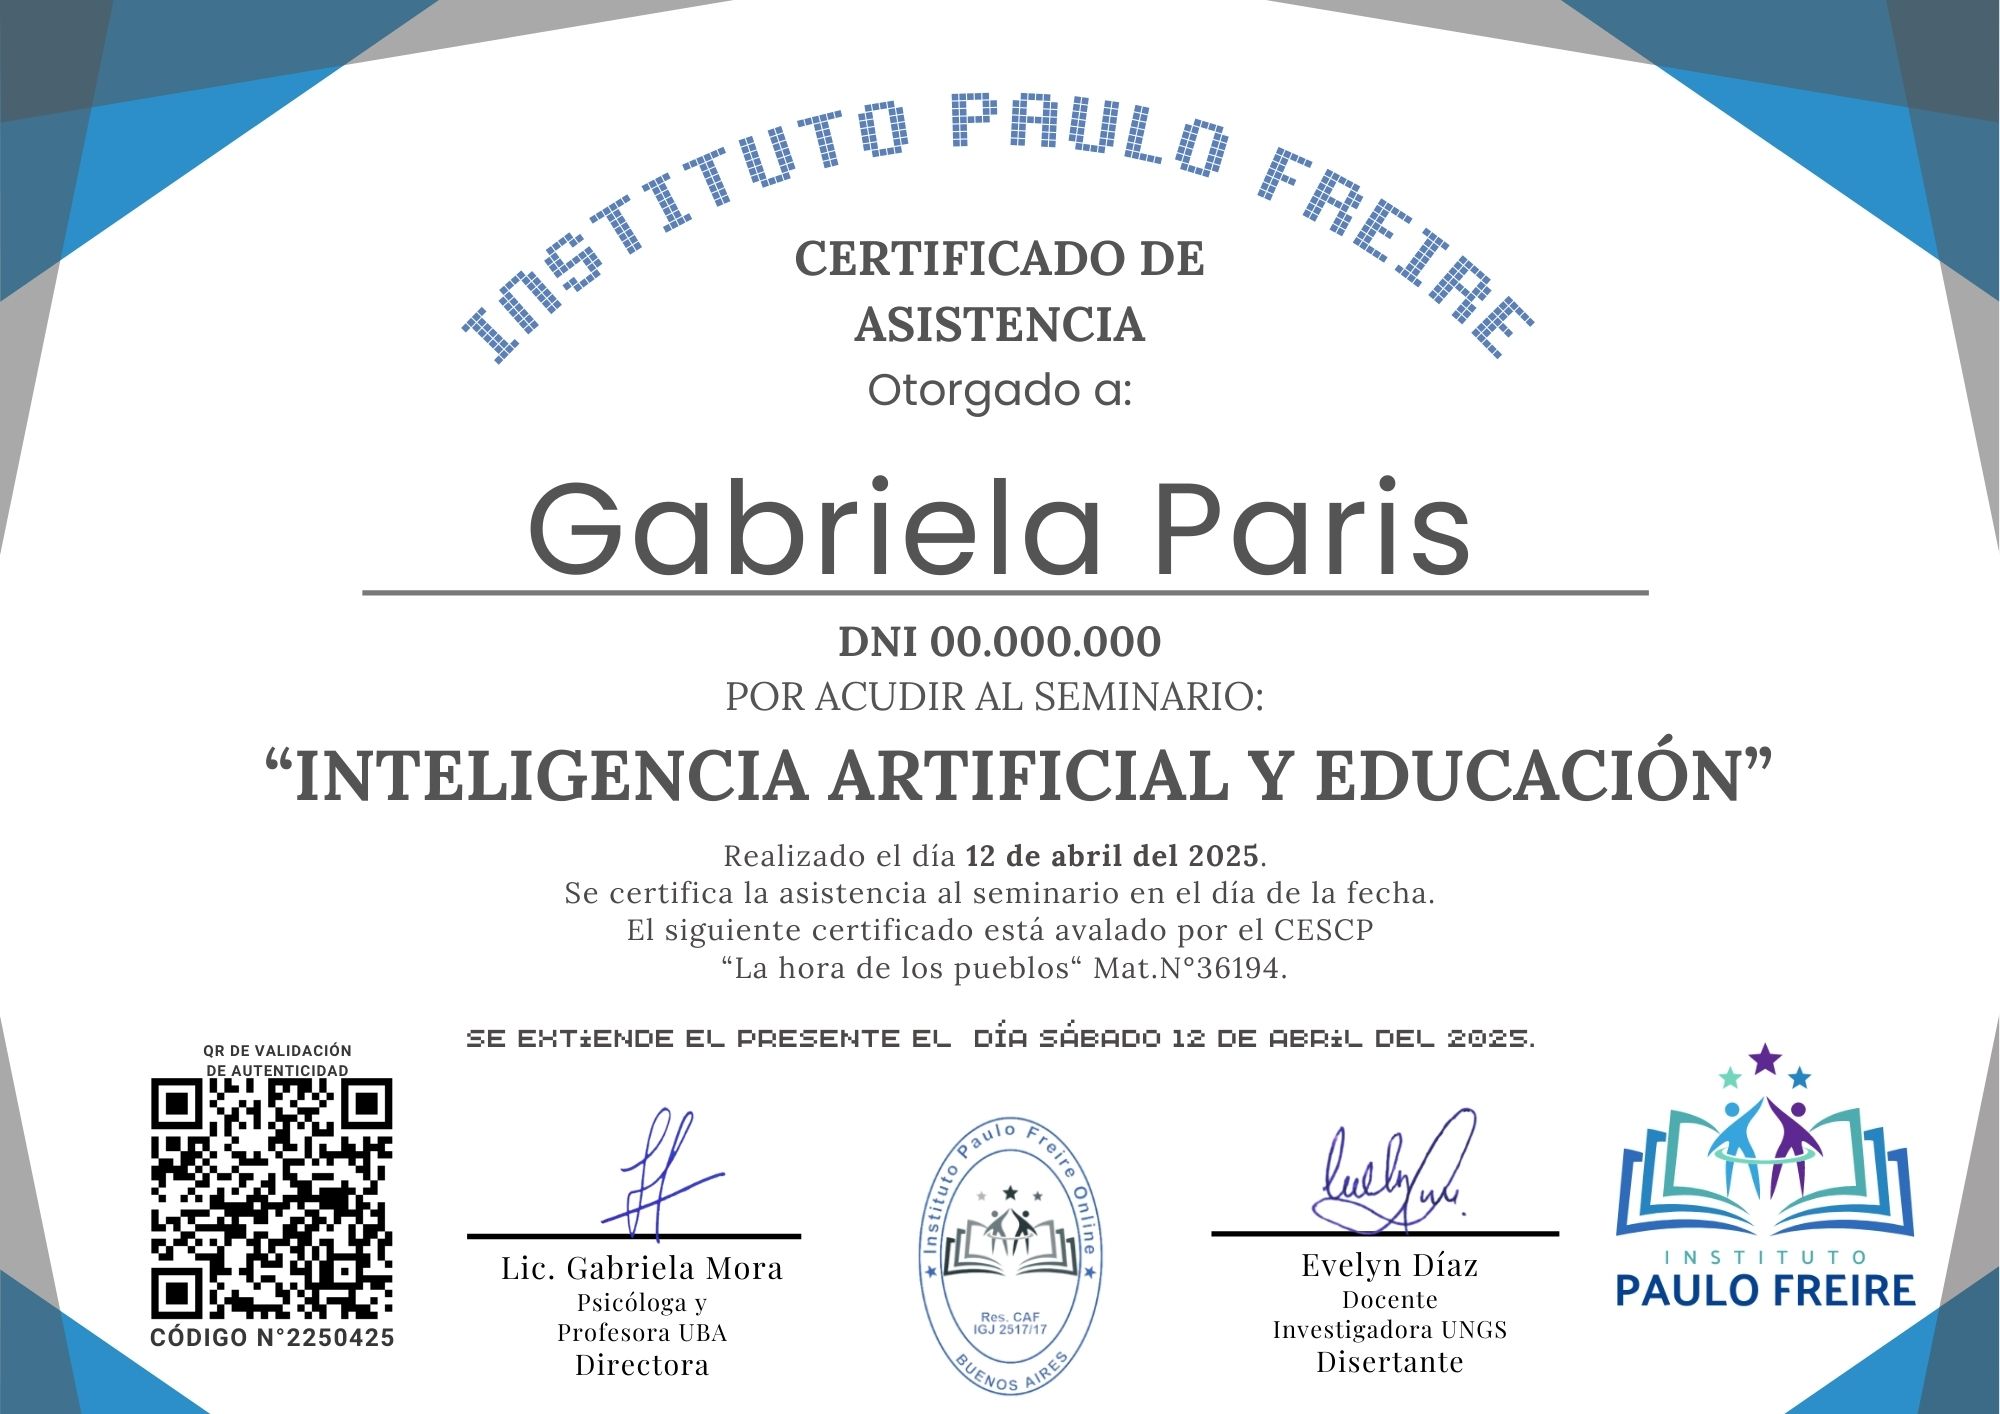 INSTITUTO PAULO FREIRE
CERTIFICADO DE
ASISTENCIA
Otorgado a:
Gabriela Paris
DNI 00.000.000
POR ACUDIR AL SEMINARIO:
“INTELIGENCIA ARTIFICIAL Y EDUCACIÓN”
Realizado el día 12 de abril del 2025.
Se certifica la asistencia al seminario en el día de la fecha.
El siguiente certificado está avalado por el CESCP
“La hora de los pueblos“ Mat.N°36194.
SE EXTiENDE EL PRESENTE EL DÍA SÁBADO 12 DE ABRiL DEL 2025.
QR DE VALIDACIÓN
DE AUTENTICIDAD
CÓDIGO N°2250425
Lic. Gabriela Mora
Psicóloga y
Profesora UBA
Directora
Instituto Paulo Freire Online
Res. CAF
IGJ 2517/17
BUENOS AIRES
Evelyn Díaz
Docente
Investigadora UNGS
Disertante
INSTITUTO
PAULO FREIRE